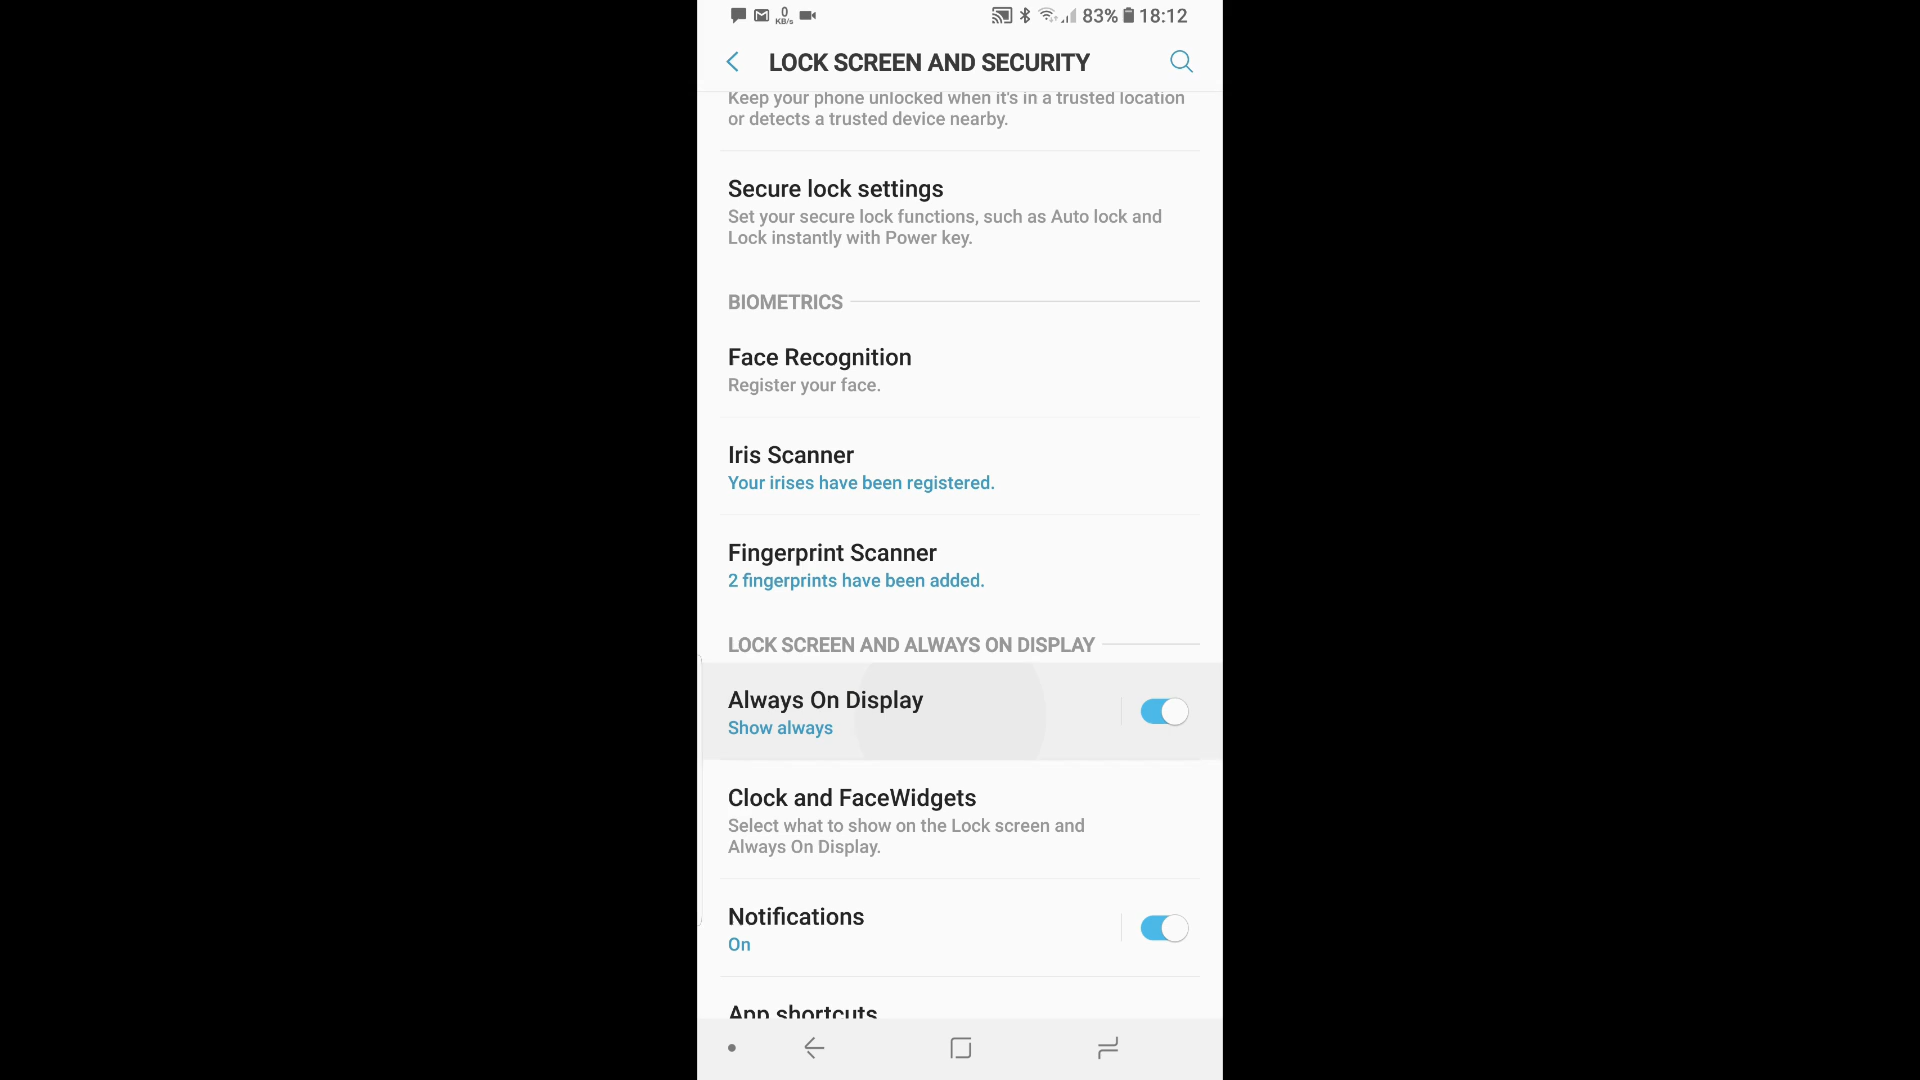 0
KB/s
83%
18:12
LOCK SCREEN AND SECURITY
Keep your phone unlocked when it's in a trusted location
or detects a trusted device nearby.
Secure lock settings
Set your secure lock functions, such as Auto lock and
Lock instantly with Power key.
BIOMETRICS
Face Recognition
Register your face.
Iris Scanner
Your irises have been registered.
Fingerprint Scanner
2 fingerprints have been added.
LOCK SCREEN AND ALWAYS ON DISPLAY
Always On Display
Show always
Clock and FaceWidgets
Select what to show on the Lock screen and
Always On Display.
Notifications
On
App shortcuts